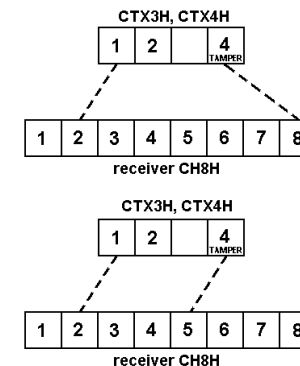 CTX3H, CTX4H
1 2 4
TAMPER
1 2 3 4 5 6 7 8
receiver CH8H
CTX3H, CTX4H
1 2 4
TAMPER
1 2 3 4 5 6 7 8
receiver CH8H